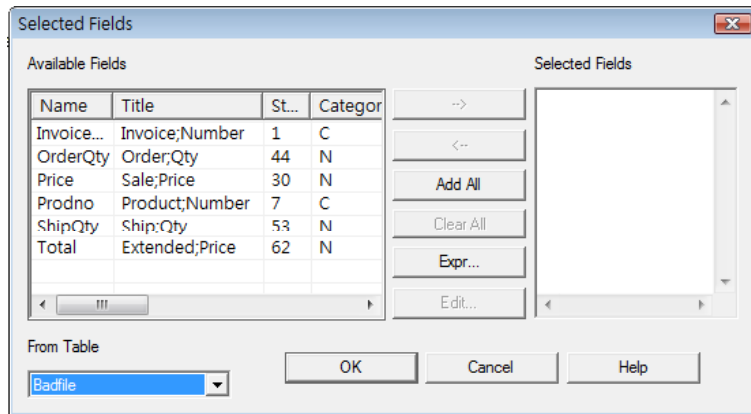 Selected Fields
Available Fields
Selected Fields
Name Title St... Categor
Invoice... Invoice;Number 1 C
OrderQty Order;Qty 44 N
Price Sale;Price 30 N
Prodno Product;Number 7 C
ShipQty Ship;Qty 53 N
Total Extended;Price 62 N
-->
<--
Add All
Clear All
Expr...
Edit...
From Table
Badfile
OK Cancel Help